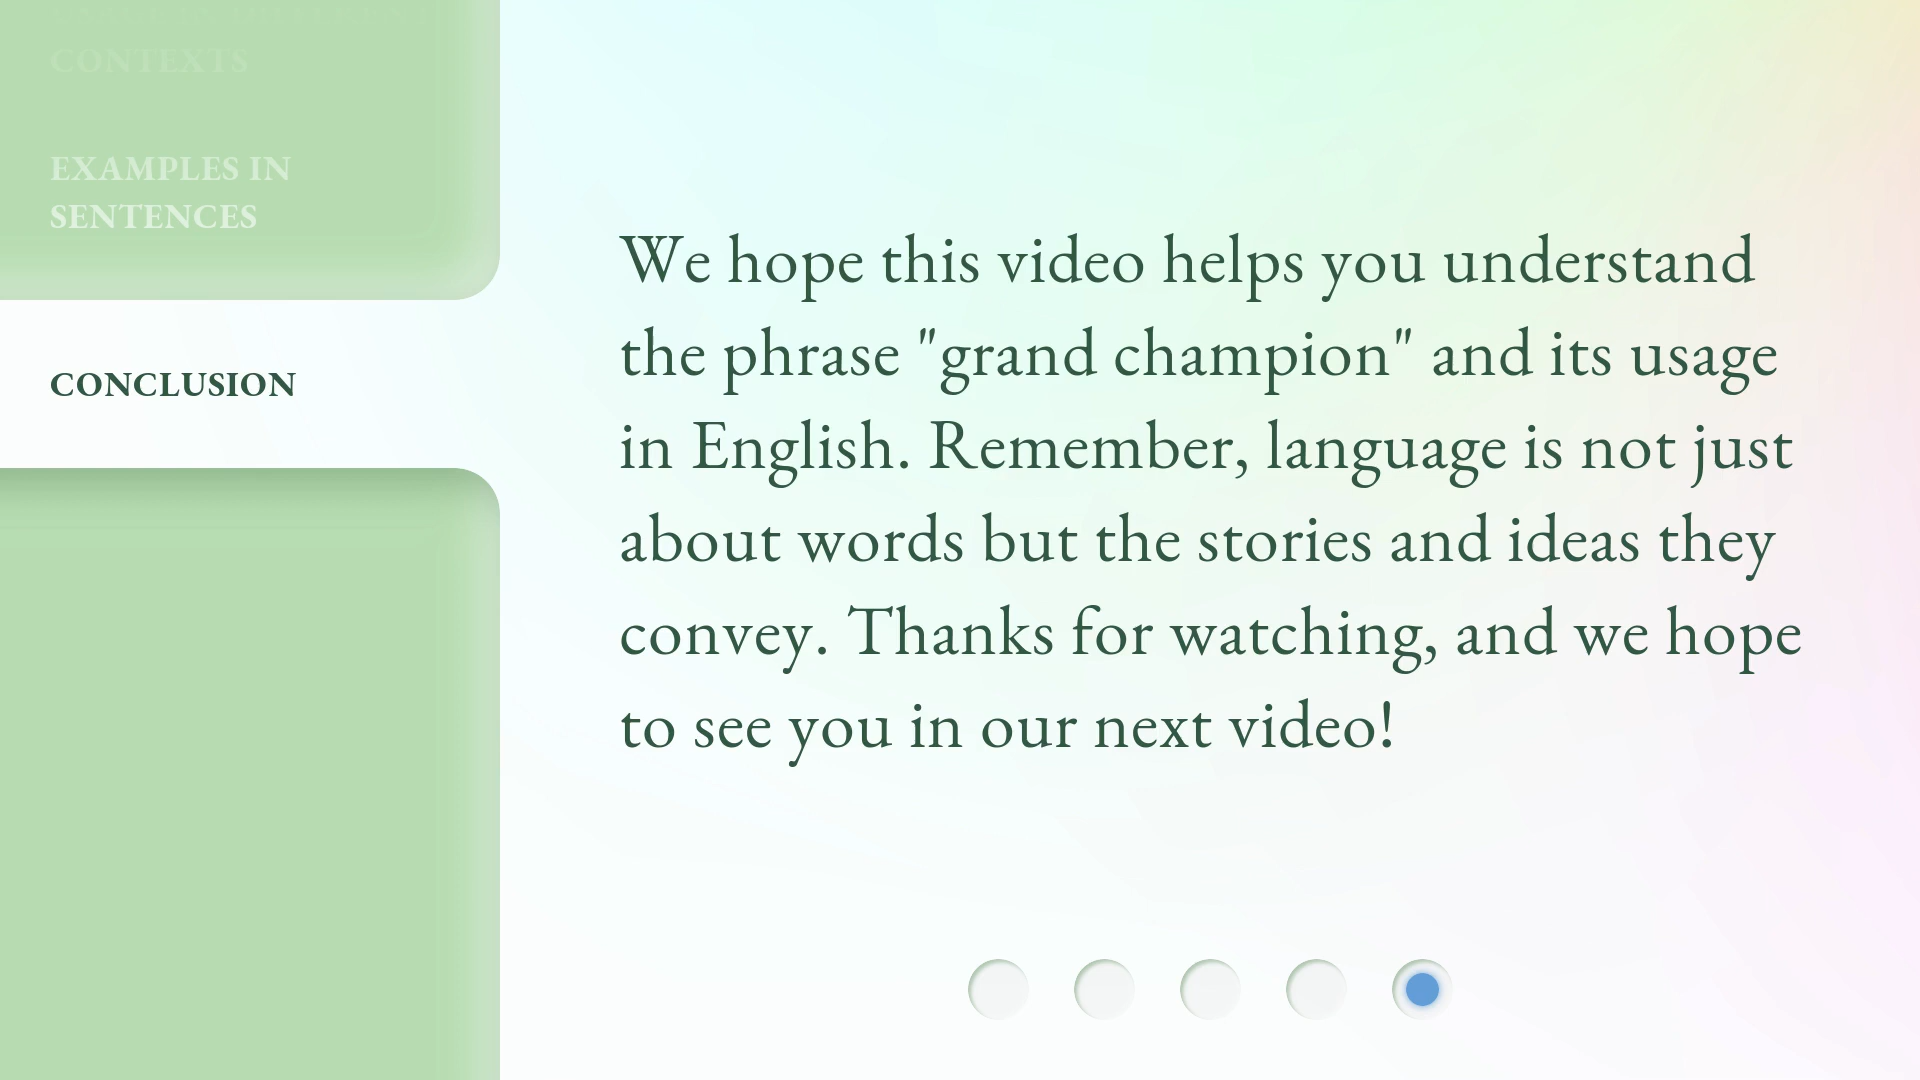 CONTEXTS
EXAMPLES IN
SENTENCES
CONCLUSION
We hope this video helps you understand
the phrase "grand champion" and its usage
in English. Remember, language is not just
about words but the stories and ideas they
convey. Thanks for watching, and we hope
to see you in our next video!